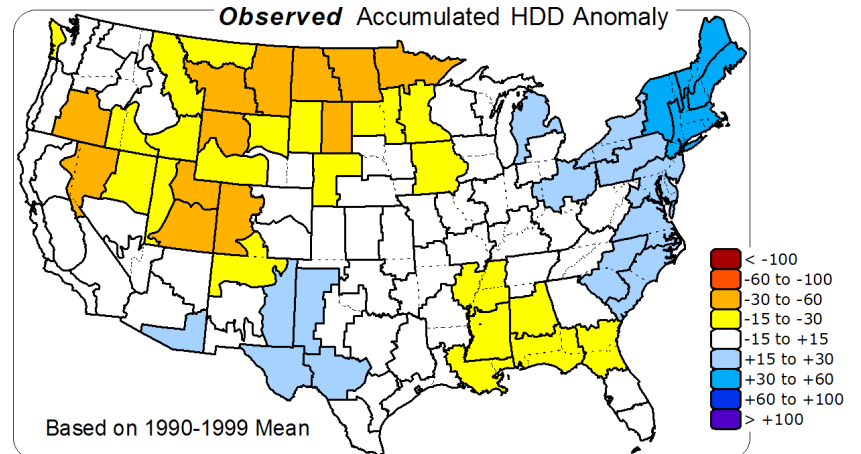 Observed Accumulated HDD Anomaly
< -100
-60 to -100
-30 to -60
-15 to -30
-15 to +15
+15 to +30
+30 to +60
+60 to +100
> +100
Based on 1990-1999 Mean